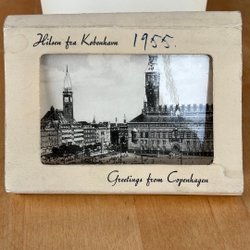 Hilsen fra København 1955.
Greetings from Copenhagen